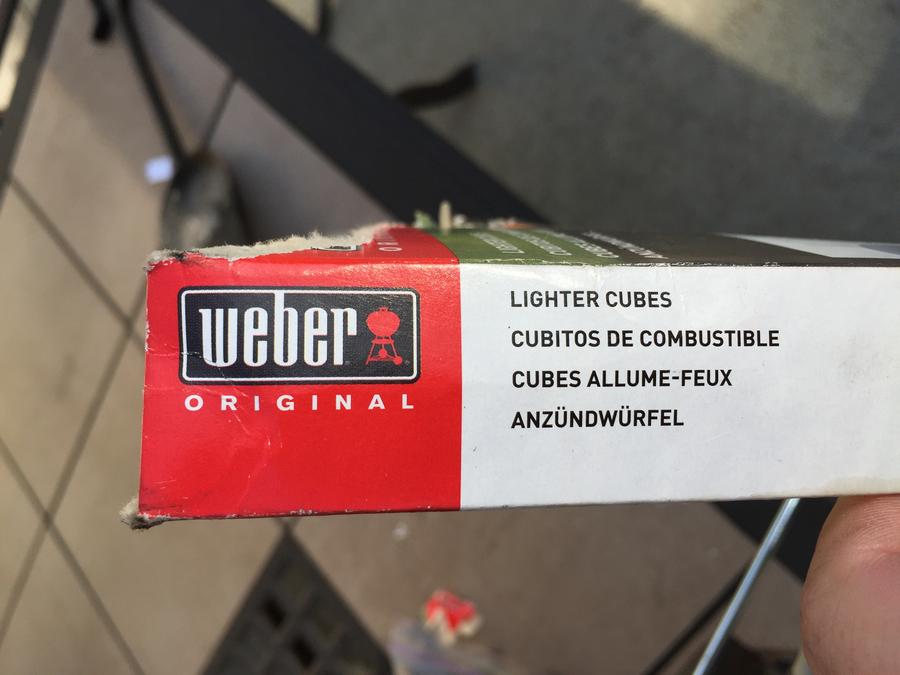 weber
ORIGINAL
LIGHTER CUBES
CUBITOS DE COMBUSTIBLE
CUBES ALLUME-FEUX
ANZÜNDWÜRFEL